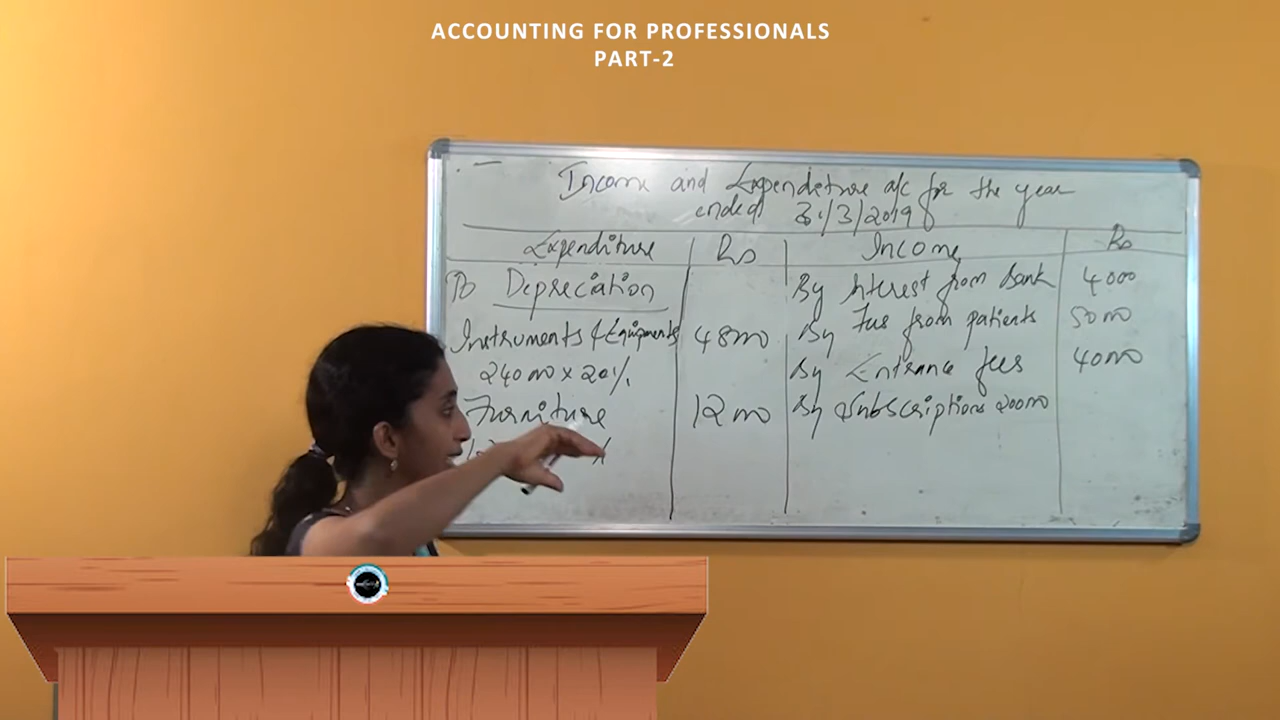 ACCOUNTING FOR PROFESSIONALS
PART-2
Income and Expenditure a/c for the year
ended 31/3/2019
Expenditure Rs Income Rs
To Depreciation By Interest from Bank 4000
Instruments & Equipments 4800 By Fees from patients 5000
24000 x 20% By Entrance fees 4000
Furniture 1200 By Subscriptions 20000